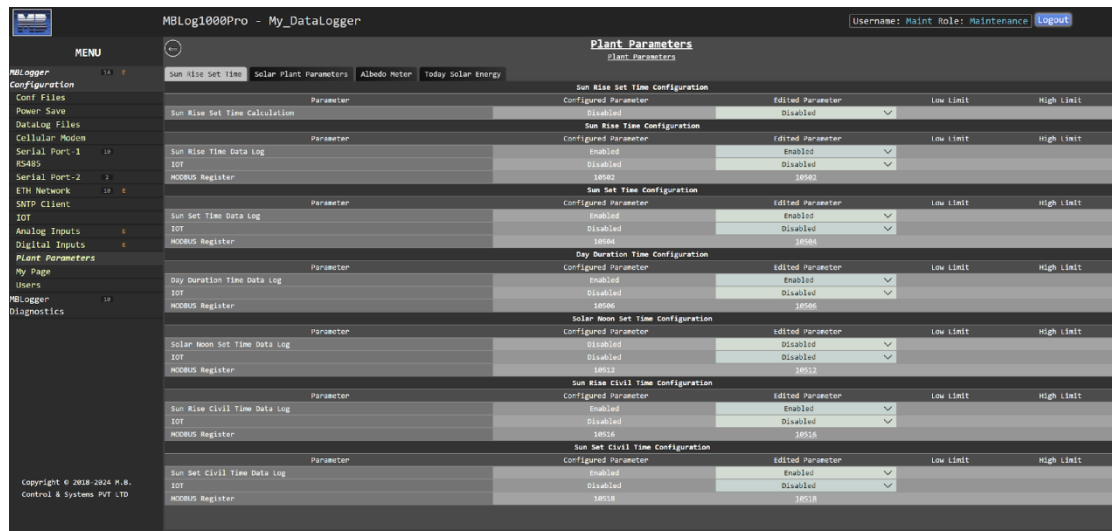 MBLog1000Pro - My_DataLogger
Username: Maint Role: Maintenance Logout
MENU
Plant Parameters
Plant Parameters
MBLogger 14 E
Configuration
Conf Files
Power Save
DataLog Files
Cellular Modem
Serial Port-1 10
RS485
Serial Port-2 2
ETH Network 10 E
SNTP Client
IOT
Analog Inputs E
Digital Inputs E
PLant Parameters
My Page
Users
MBLogger 10
Diagnostics
Copyright © 2018-2024 M.B.
Control & Systems PVT LTD
Sun Rise Set Time Solar Plant Parameters Albedo Meter Today Solar Energy
Sun Rise Set Time Configuration
Parameter Configured Parameter Edited Parameter Low Limit High Limit
Sun Rise Set Time Calculation Disabled Disabled
Sun Rise Time Configuration
Parameter Configured Parameter Edited Parameter Low Limit High Limit
Sun Rise Time Data Log Enabled Enabled
IOT Disabled Disabled
MODBUS Register 10502 10502
Sun Set Time Configuration
Parameter Configured Parameter Edited Parameter Low Limit High Limit
Sun Set Time Data Log Enabled Enabled
IOT Disabled Disabled
MODBUS Register 10504 10504
Day Duration Time Configuration
Parameter Configured Parameter Edited Parameter Low Limit High Limit
Day Duration Time Data Log Enabled Enabled
IOT Disabled Disabled
MODBUS Register 10506 10506
Solar Noon Set Time Configuration
Parameter Configured Parameter Edited Parameter Low Limit High Limit
Solar Noon Set Time Data Log Disabled Disabled
IOT Disabled Disabled
MODBUS Register 10512 10512
Sun Rise Civil Time Configuration
Parameter Configured Parameter Edited Parameter Low Limit High Limit
Sun Rise Civil Time Data Log Enabled Enabled
IOT Disabled Disabled
MODBUS Register 10516 10516
Sun Set Civil Time Configuration
Parameter Configured Parameter Edited Parameter Low Limit High Limit
Sun Set Civil Time Data Log Enabled Enabled
IOT Disabled Disabled
MODBUS Register 10518 10518